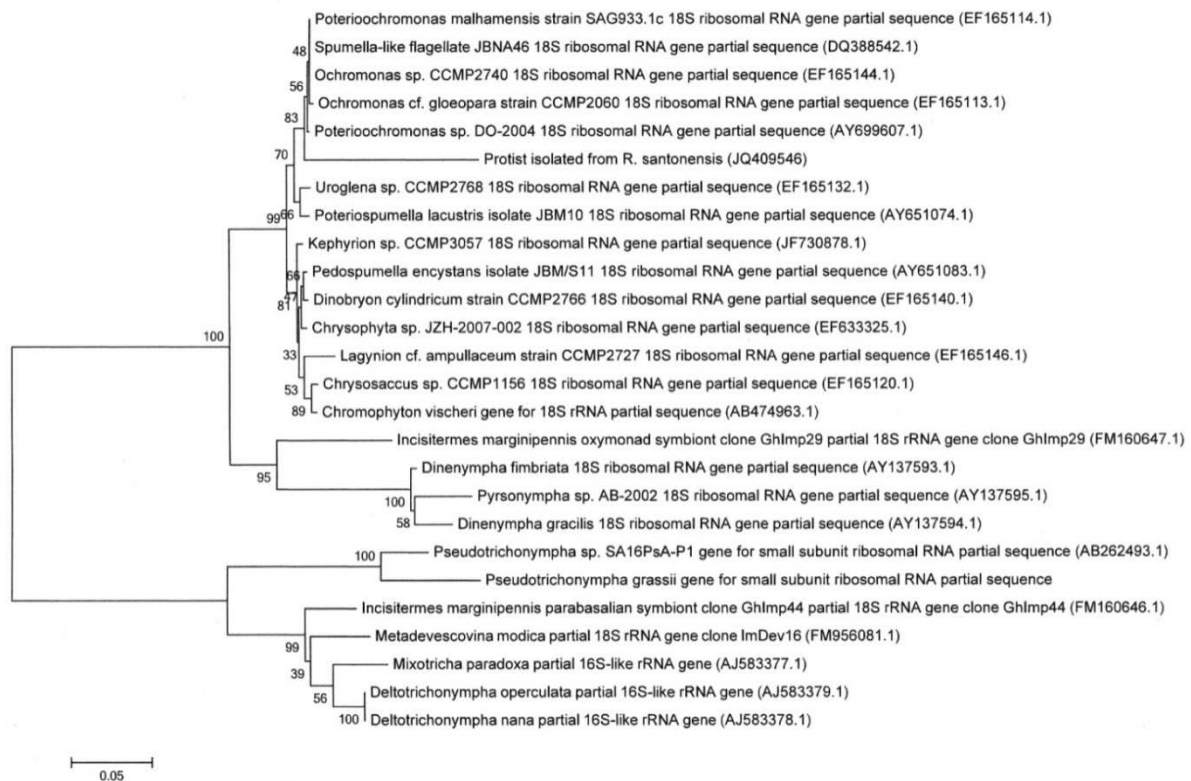 Poterioochromonas malhamensis strain SAG933.1c 18S ribosomal RNA gene partial sequence (EF165114.1)
48 Spumella-like flagellate JBNA46 18S ribosomal RNA gene partial sequence (DQ388542.1)
Ochromonas sp. CCMP2740 18S ribosomal RNA gene partial sequence (EF165144.1)
56
Ochromonas cf. gloeopara strain CCMP2060 18S ribosomal RNA gene partial sequence (EF165113.1)
83
Poterioochromonas sp. DO-2004 18S ribosomal RNA gene partial sequence (AY699607.1)
70
Protist isolated from R. santonensis (JQ409546)
Uroglena sp. CCMP2768 18S ribosomal RNA gene partial sequence (EF165132.1)
99 66 Poteriospumella lacustris isolate JBM10 18S ribosomal RNA gene partial sequence (AY651074.1)
Kephyrion sp. CCMP3057 18S ribosomal RNA gene partial sequence (JF730878.1)
66 Pedospumella encystans isolate JBM/S11 18S ribosomal RNA gene partial sequence (AY651083.1)
47 Dinobryon cylindricum strain CCMP2766 18S ribosomal RNA gene partial sequence (EF165140.1)
81
Chrysophyta sp. JZH-2007-002 18S ribosomal RNA gene partial sequence (EF633325.1)
100
33 Lagynion cf. ampullaceum strain CCMP2727 18S ribosomal RNA gene partial sequence (EF165146.1)
Chrysosaccus sp. CCMP1156 18S ribosomal RNA gene partial sequence (EF165120.1)
53
89 Chromophyton vischeri gene for 18S rRNA partial sequence (AB474963.1)
Incisitermes marginipennis oxymonad symbiont clone GhImp29 partial 18S rRNA gene clone GhImp29 (FM160647.1)
Dinenympha fimbriata 18S ribosomal RNA gene partial sequence (AY137593.1)
95
Pyrsonympha sp. AB-2002 18S ribosomal RNA gene partial sequence (AY137595.1)
100
58 Dinenympha gracilis 18S ribosomal RNA gene partial sequence (AY137594.1)
100 Pseudotrichonympha sp. SA16PsA-P1 gene for small subunit ribosomal RNA partial sequence (AB262493.1)
Pseudotrichonympha grassii gene for small subunit ribosomal RNA partial sequence
Incisitermes marginipennis parabasalian symbiont clone GhImp44 partial 18S rRNA gene clone GhImp44 (FM160646.1)
Metadevescovina modica partial 18S rRNA gene clone ImDev16 (FM956081.1)
99
Mixotricha paradoxa partial 16S-like rRNA gene (AJ583377.1)
39
Deltotrichonympha operculata partial 16S-like rRNA gene (AJ583379.1)
56
100 Deltotrichonympha nana partial 16S-like rRNA gene (AJ583378.1)
0.05